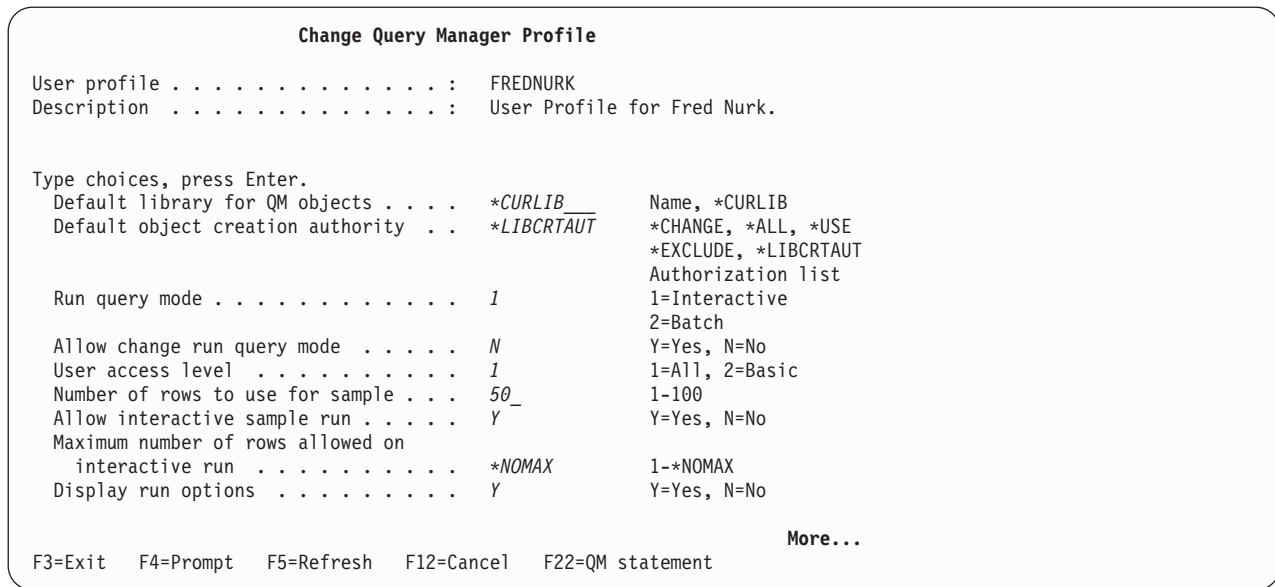 Change Query Manager Profile
User profile . . . . . . . . . . . . . : FREDNURK
Description . . . . . . . . . . . . . : User Profile for Fred Nurk.
Type choices, press Enter.
Default library for QM objects . . . . *CURLIB___ Name, *CURLIB
Default object creation authority . . *LIBCRTAUT *CHANGE, *ALL, *USE
*EXCLUDE, *LIBCRTAUT
Authorization list
Run query mode . . . . . . . . . . . . 1 1=Interactive
2=Batch
Allow change run query mode . . . . . N Y=Yes, N=No
User access level . . . . . . . . . . 1 1=All, 2=Basic
Number of rows to use for sample . . . 50_ 1-100
Allow interactive sample run . . . . . Y Y=Yes, N=No
Maximum number of rows allowed on
interactive run . . . . . . . . . . *NOMAX 1-*NOMAX
Display run options . . . . . . . . . Y Y=Yes, N=No
More...
F3=Exit F4=Prompt F5=Refresh F12=Cancel F22=QM statement